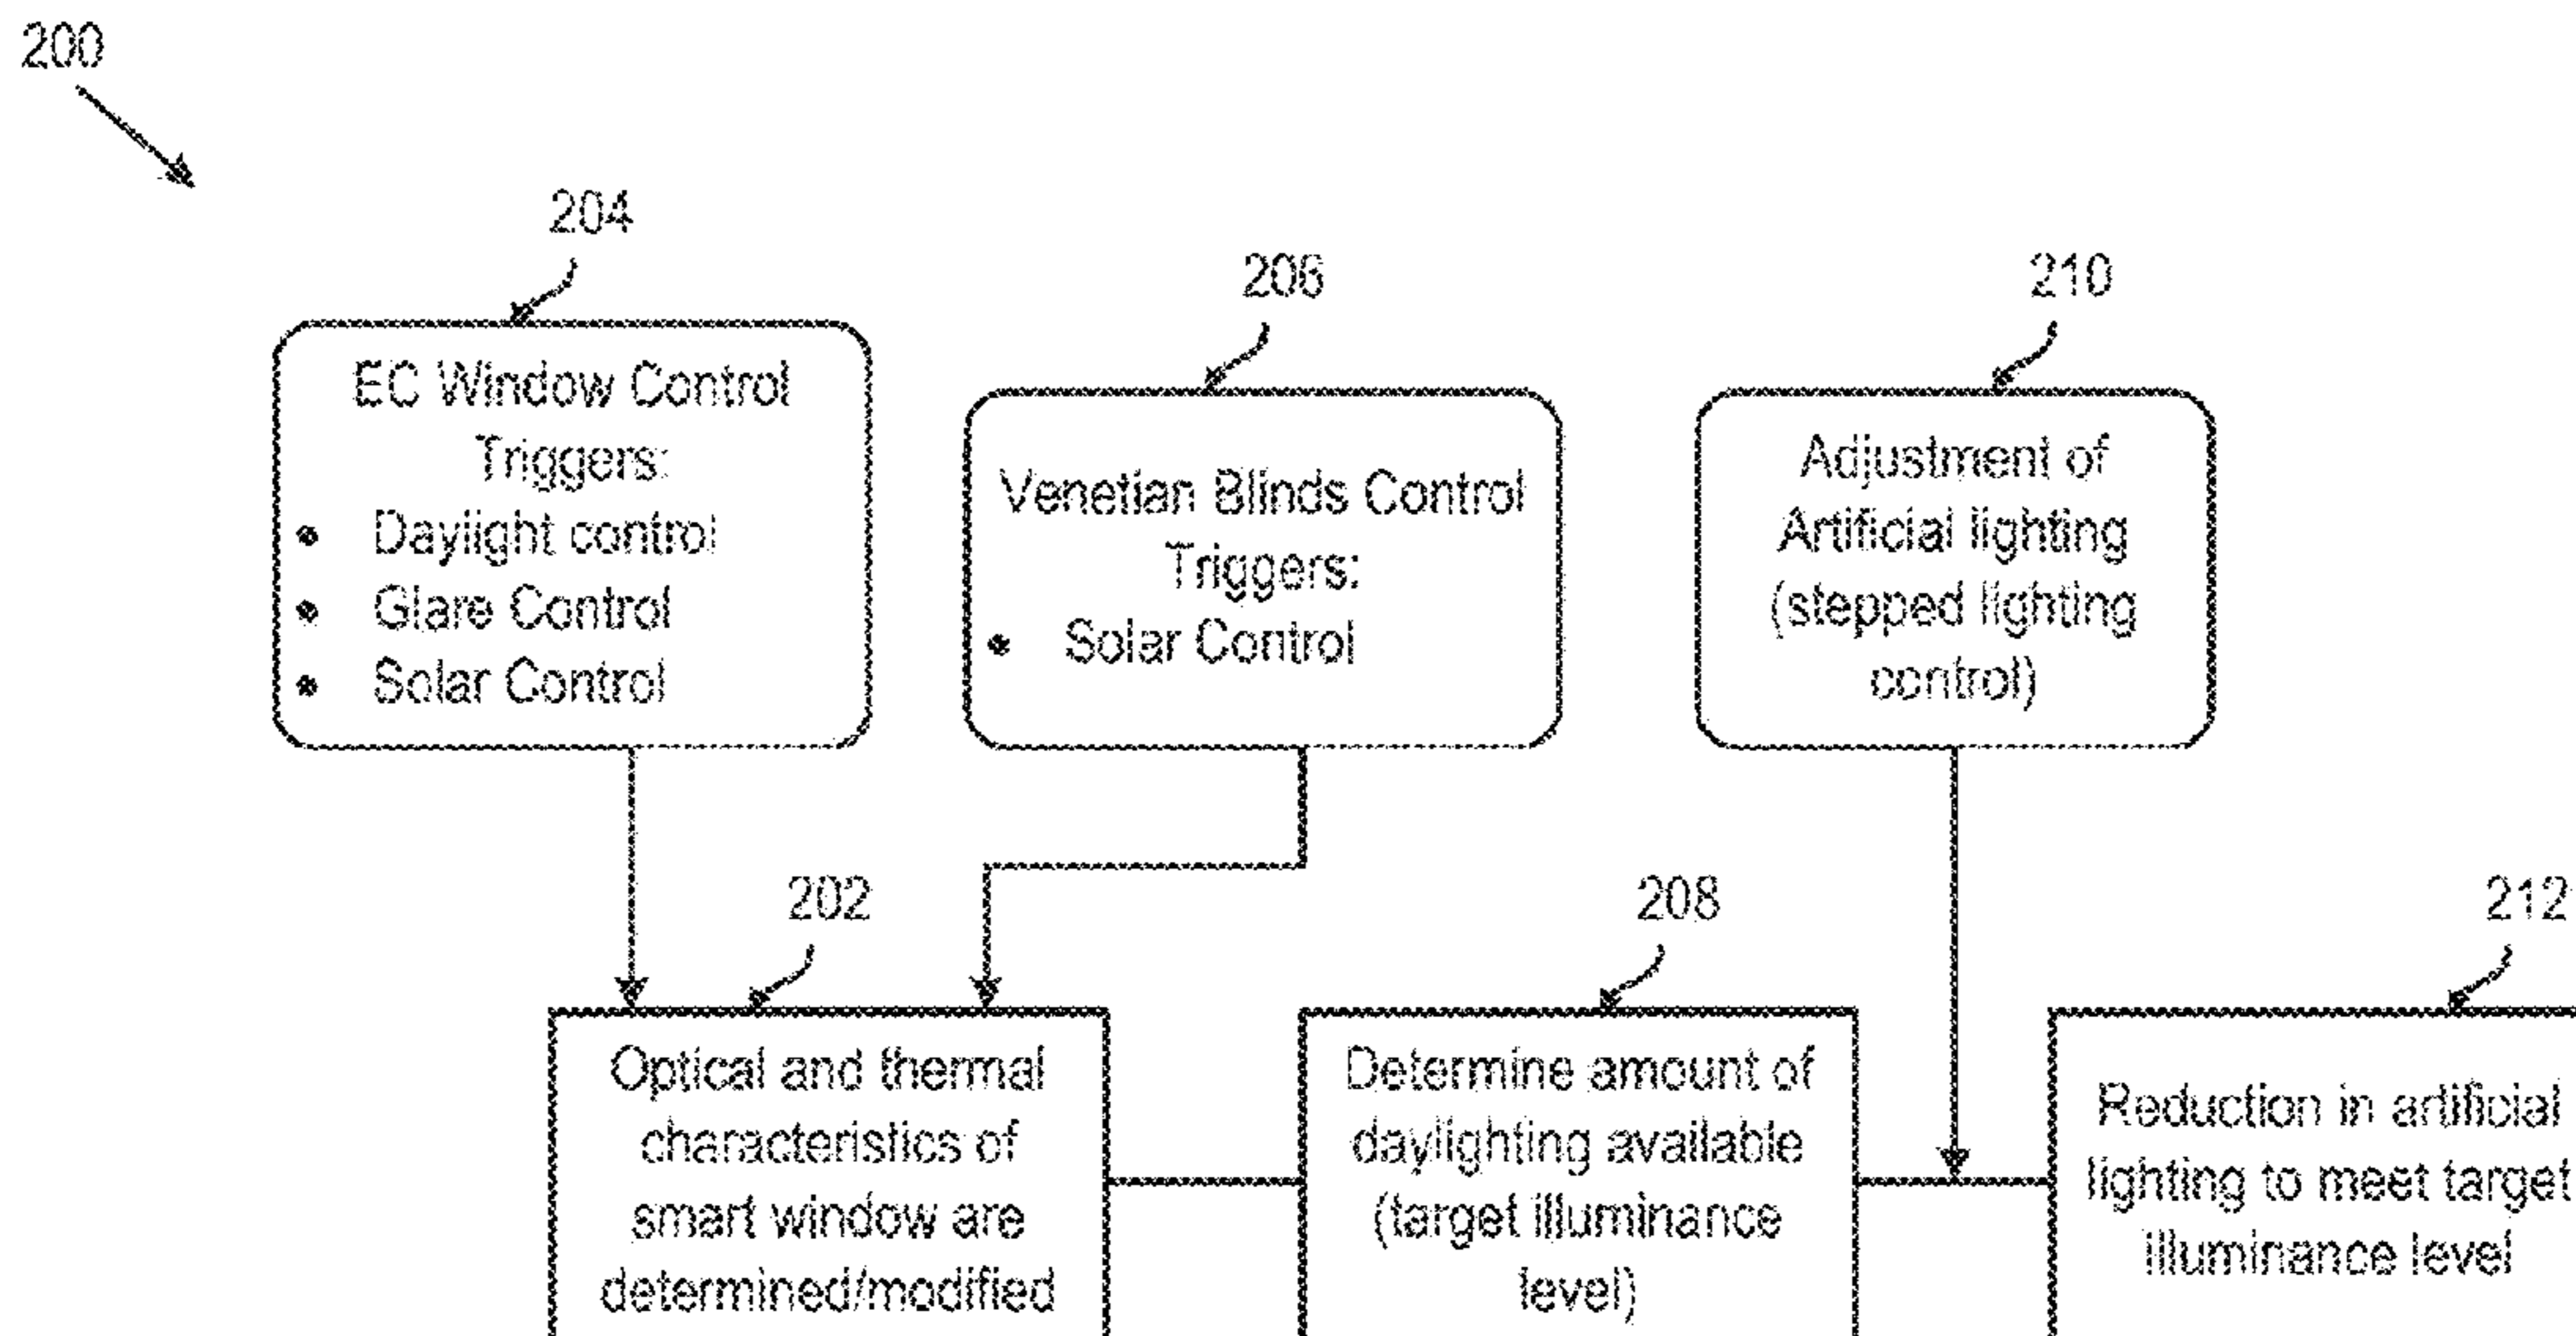 200
204
EC Window Control
Triggers:
• Daylight control
• Glare Control
• Solar Control
206
Venetian Blinds Control
Triggers:
• Solar Control
210
Adjustment of
Artificial lighting
(stepped lighting
control)
202
Optical and thermal
characteristics of
smart window are
determined/modified
208
Determine amount of
daylighting available
(target illuminance
level)
212
Reduction in artificial
lighting to meet target
illuminance level